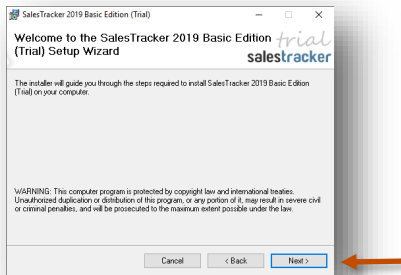 SalesTracker 2019 Basic Edition (Trial)
Welcome to the SalesTracker 2019 Basic Edition
(Trial) Setup Wizard
trial
salestracker
The installer will guide you through the steps required to install SalesTracker 2019 Basic Edition
(Trial) on your computer.
WARNING: This computer program is protected by copyright law and international treaties.
Unauthorized duplication or distribution of this program, or any portion of it, may result in severe civil
or criminal penalties, and will be prosecuted to the maximum extent possible under the law.
Cancel
< Back
Next >